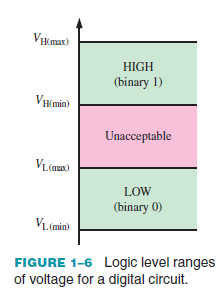 VH(max)
HIGH
(binary 1)
VH(min)
Unacceptable
VL(max)
LOW
(binary 0)
VL(min)
FIGURE 1–6 Logic level ranges
of voltage for a digital circuit.